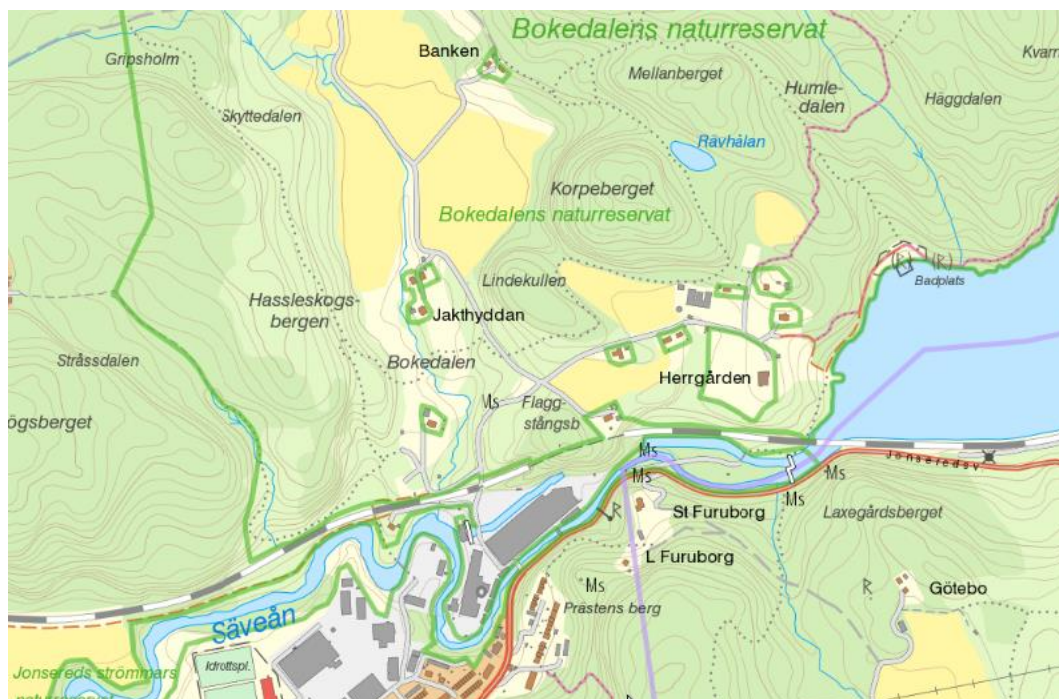 Bokedalens naturreservat
Banken
Gripsholm
Mellanberget
Humle-
dalen
Häggdalen
Skyttedalen
Rävhålan
Korpeberget
Bokedalens naturreservat
Lindekullen
Badplats
(R)
(R)
Hassleskogs-
bergen
Jakthyddan
Stråssdalen
Bokedalen
Herrgården
Ms
Flagg-
stångsb
ogsberget
Ms
Jonseredsv
Ms
Ms
Ms
St Furuborg
Laxegårdsberget
R
L Furuborg
Ms
R
Götebo
Prästens berg
Säveån
Idrottspl.
Jonsereds strömmars
naturreservat